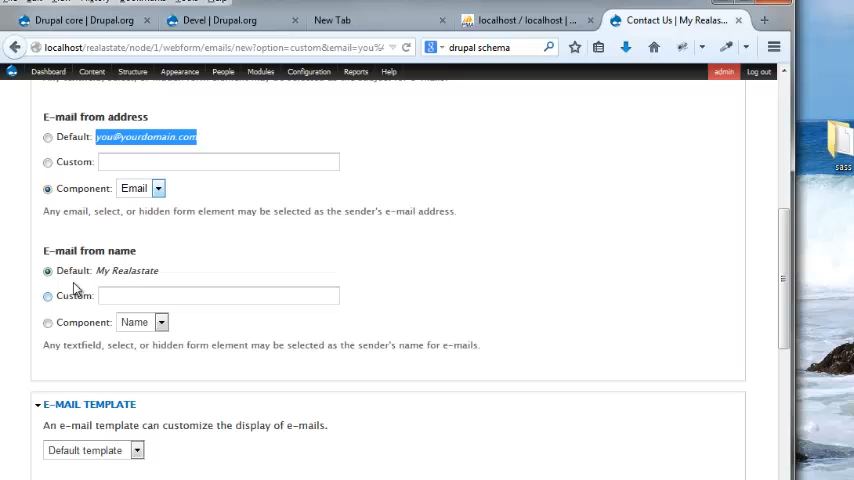 Drupal core | Drupal.org × Devel | Drupal.org × New Tab × localhost / localhost | ... × Contact Us | My Realas... ×
localhost/realastate/node/1/webform/emails/new?option=custom&email=you% drupal schema
Dashboard Content Structure Appearance People Modules Configuration Reports Help admin Log out
E-mail from address
Default: you@yourdomain.com
Custom:
Component: Email
Any email, select, or hidden form element may be selected as the sender's e-mail address.
E-mail from name
Default: My Realastate
Custom:
Component: Name
Any textfield, select, or hidden form element may be selected as the sender's name for e-mails.
E-MAIL TEMPLATE
An e-mail template can customize the display of e-mails.
Default template
sass